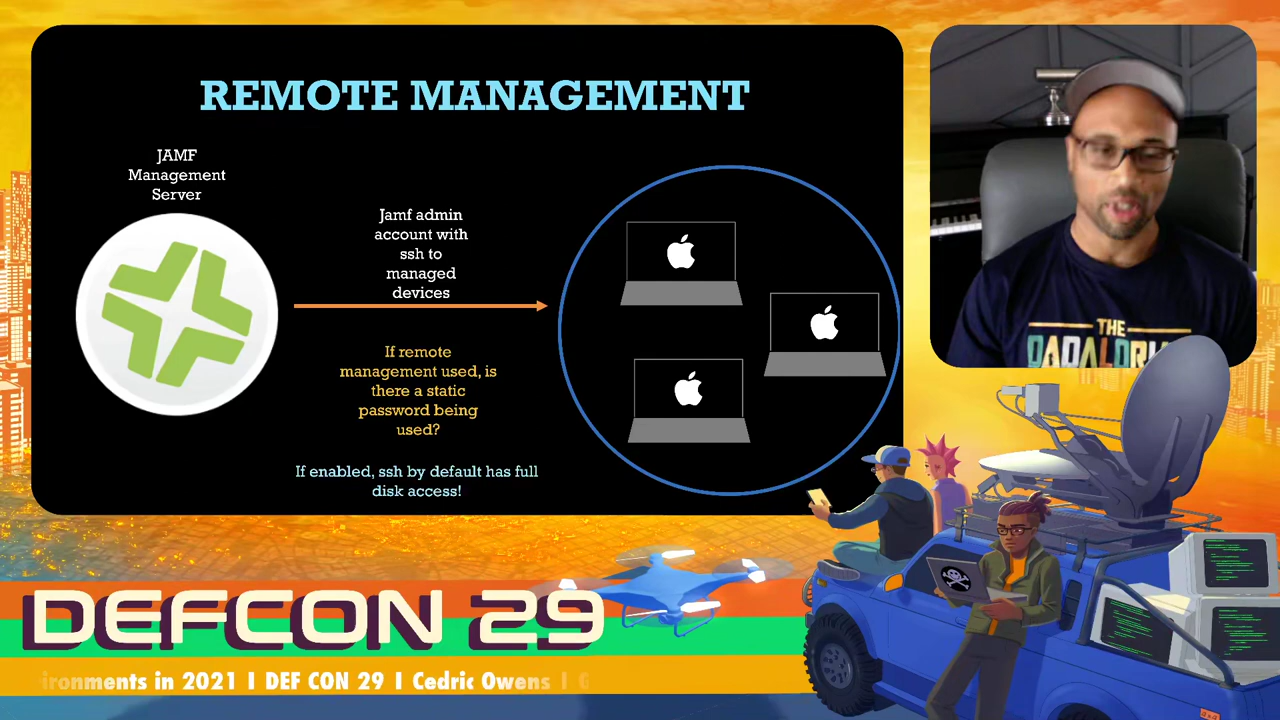 REMOTE MANAGEMENT
JAMF
Management
Server
Jamf admin
account with
ssh to
managed
devices
If remote
management used, is
there a static
password being
used?
If enabled, ssh by default has full
disk access!
THE
DEFCON 29
ironments in 2021 I DEF CON 29 I Cedric Owens I G